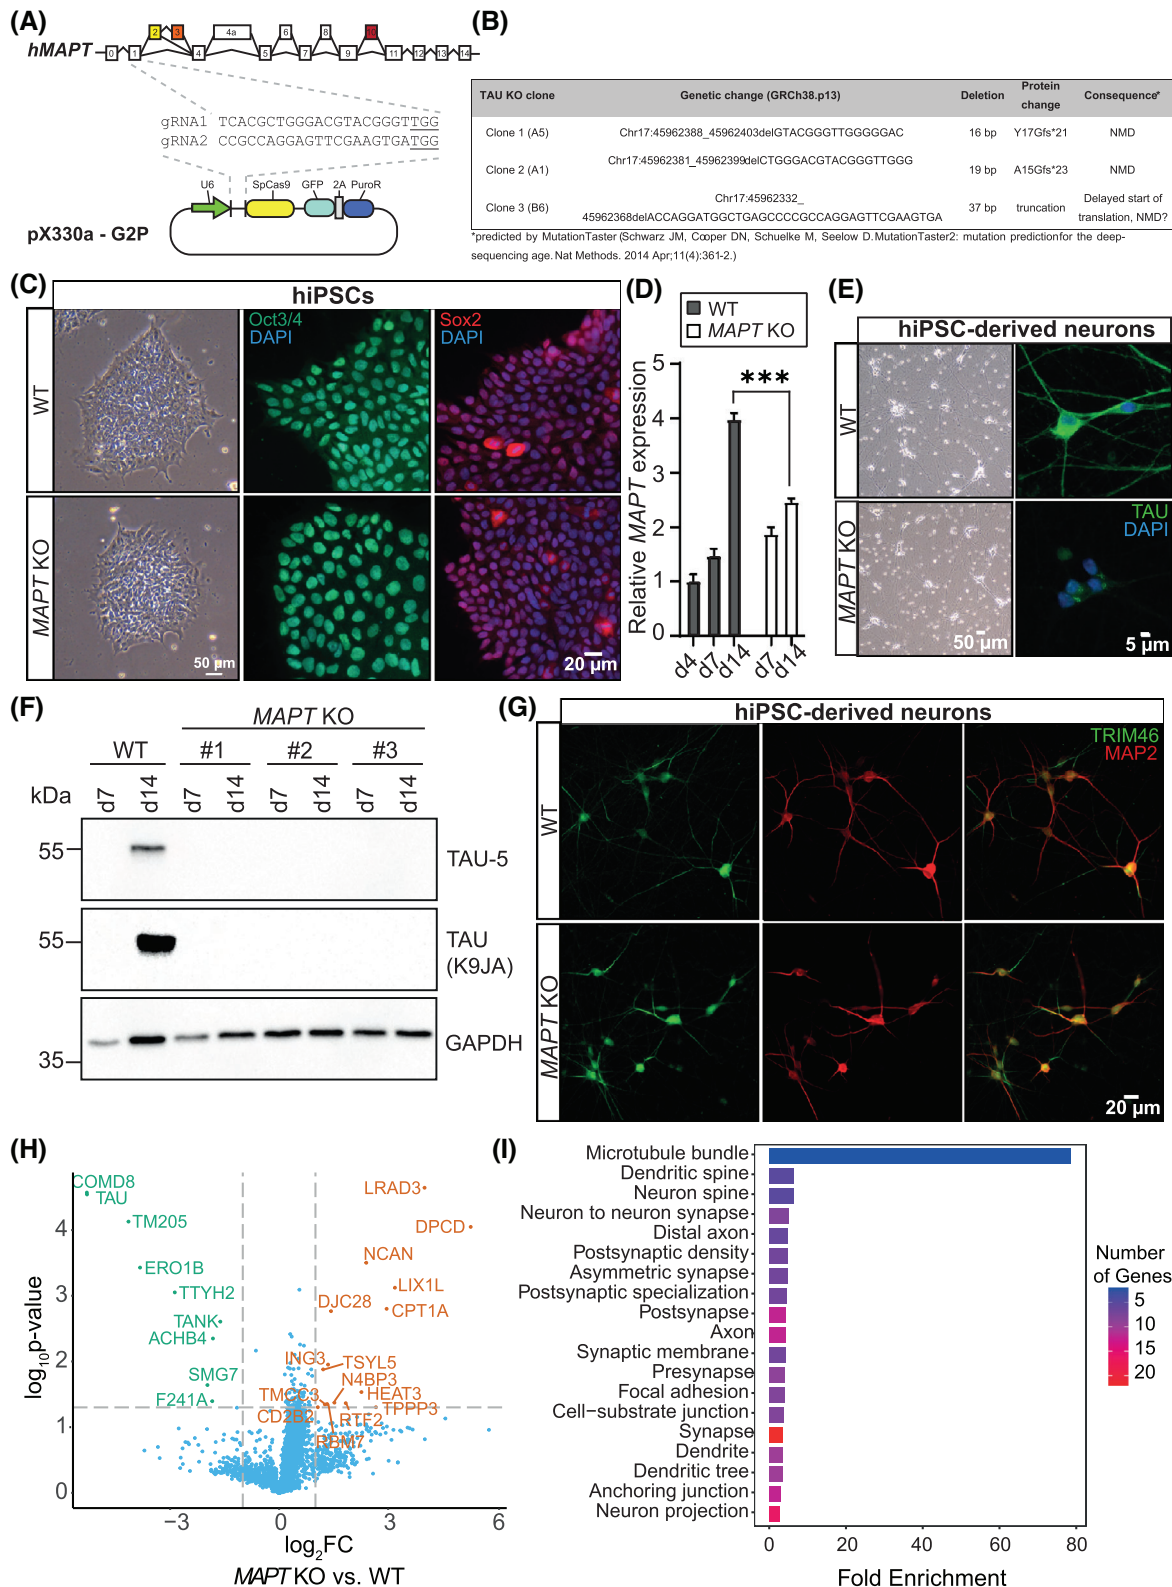 (A)
hMAPT
0 1 2 3 4 4a 5 6 7 8 9 10 11 12 13 14
gRNA1 TCACGCTGGGACGTACGGGTTGG
gRNA2 CCGCCAGGAGTTCGAAGTGATGG
U6 SpCas9 GFP 2A PuroR
pX330a - G2P
(B)
TAU KO clone Genetic change (GRCh38.p13) Deletion Protein change Consequence*
Clone 1 (A5) Chr17:45962388_45962403delGTACGGGTTGGGGGAC 16 bp Y17Gfs*21 NMD
Clone 2 (A1) Chr17:45962381_45962399delCTGGGACGTACGGGTTGGG 19 bp A15Gfs*23 NMD
Clone 3 (B6) Chr17:45962332_
45962368delACCAGGATGGCTGAGCCCCGCCAGGAGTTCGAAGTGA 37 bp truncation Delayed start of
translation, NMD?
*predicted by MutationTaster (Schwarz JM, Cooper DN, Schuelke M, Seelow D. MutationTaster2: mutation prediction for the deep-
sequencing age. Nat Methods. 2014 Apr;11(4):361-2.)
(C)
hiPSCs
WT
Oct3/4
DAPI
Sox2
DAPI
MAPT KO
50 µm
20 µm
(D)
WT
MAPT KO
Relative MAPT expression
5
4
3
2
1
0
***
d4 d7 d14 d7 d14
(E)
hiPSC-derived neurons
WT
MAPT KO
TAU
DAPI
50 µm
5 µm
(F)
MAPT KO
WT #1 #2 #3
kDa d7 d14 d7 d14 d7 d14 d7 d14
55 TAU-5
55 TAU
(K9JA)
GAPDH
35
(G)
hiPSC-derived neurons
TRIM46
MAP2
WT
MAPT KO
20 µm
(H)
COMD8
TAU
TM205
ERO1B
TTYH2
TANK
ACHB4
SMG7
F241A
LRAD3
DPCD
NCAN
LIX1L
DJC28
CPT1A
ING3
TSYL5
N4BP3
TMCC3
HEAT3
CD2B2
RTF2
TPPP3
RBM7
log10p-value
4
3
2
1
0
−3 0 3 6
log2FC
MAPT KO vs. WT
(I)
Microtubule bundle
Dendritic spine
Neuron spine
Neuron to neuron synapse
Distal axon
Postsynaptic density
Asymmetric synapse
Postsynaptic specialization
Postsynapse
Axon
Synaptic membrane
Presynapse
Focal adhesion
Cell−substrate junction
Synapse
Dendrite
Dendritic tree
Anchoring junction
Neuron projection
0 20 40 60 80
Fold Enrichment
Number
of Genes
5
10
15
20